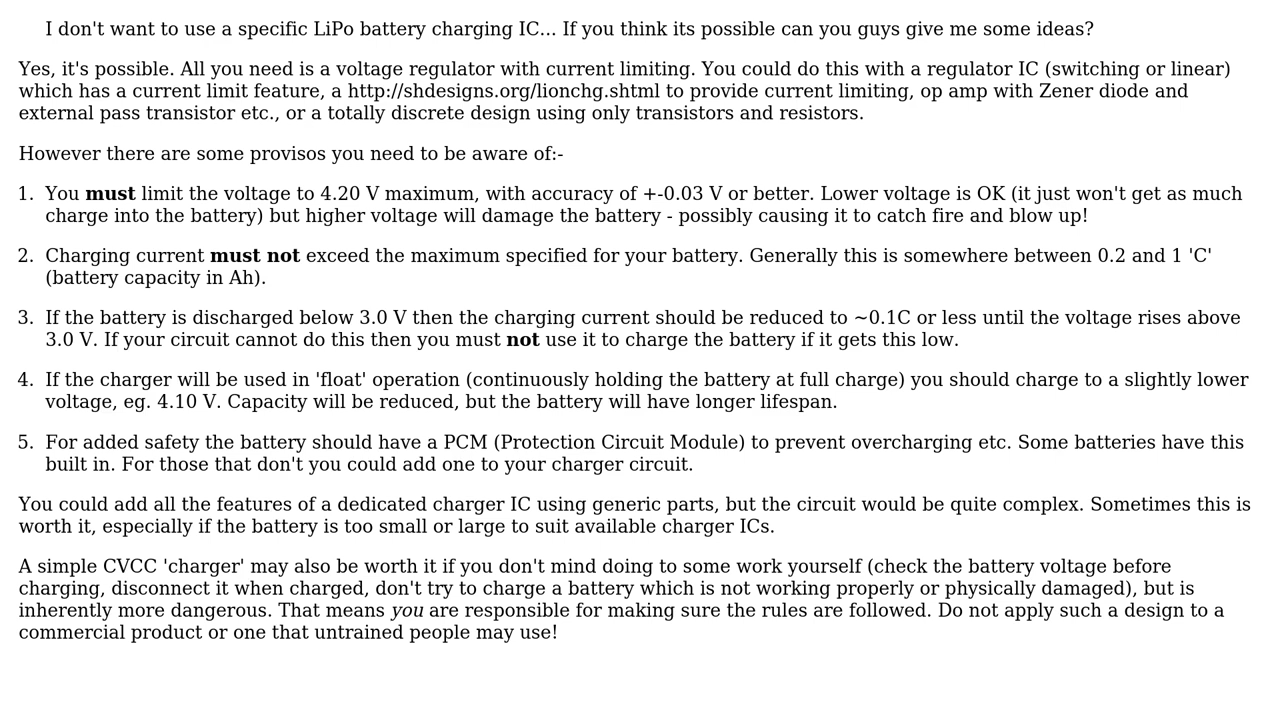 I don't want to use a specific LiPo battery charging IC... If you think its possible can you guys give me some ideas?
Yes, it's possible. All you need is a voltage regulator with current limiting. You could do this with a regulator IC (switching or linear)
which has a current limit feature, a http://shdesigns.org/lionchg.shtml to provide current limiting, op amp with Zener diode and
external pass transistor etc., or a totally discrete design using only transistors and resistors.
However there are some provisos you need to be aware of:-
1. You must limit the voltage to 4.20 V maximum, with accuracy of +-0.03 V or better. Lower voltage is OK (it just won't get as much
charge into the battery) but higher voltage will damage the battery - possibly causing it to catch fire and blow up!
2. Charging current must not exceed the maximum specified for your battery. Generally this is somewhere between 0.2 and 1 'C'
(battery capacity in Ah).
3. If the battery is discharged below 3.0 V then the charging current should be reduced to ~0.1C or less until the voltage rises above
3.0 V. If your circuit cannot do this then you must not use it to charge the battery if it gets this low.
4. If the charger will be used in 'float' operation (continuously holding the battery at full charge) you should charge to a slightly lower
voltage, eg. 4.10 V. Capacity will be reduced, but the battery will have longer lifespan.
5. For added safety the battery should have a PCM (Protection Circuit Module) to prevent overcharging etc. Some batteries have this
built in. For those that don't you could add one to your charger circuit.
You could add all the features of a dedicated charger IC using generic parts, but the circuit would be quite complex. Sometimes this is
worth it, especially if the battery is too small or large to suit available charger ICs.
A simple CVCC 'charger' may also be worth it if you don't mind doing to some work yourself (check the battery voltage before
charging, disconnect it when charged, don't try to charge a battery which is not working properly or physically damaged), but is
inherently more dangerous. That means you are responsible for making sure the rules are followed. Do not apply such a design to a
commercial product or one that untrained people may use!